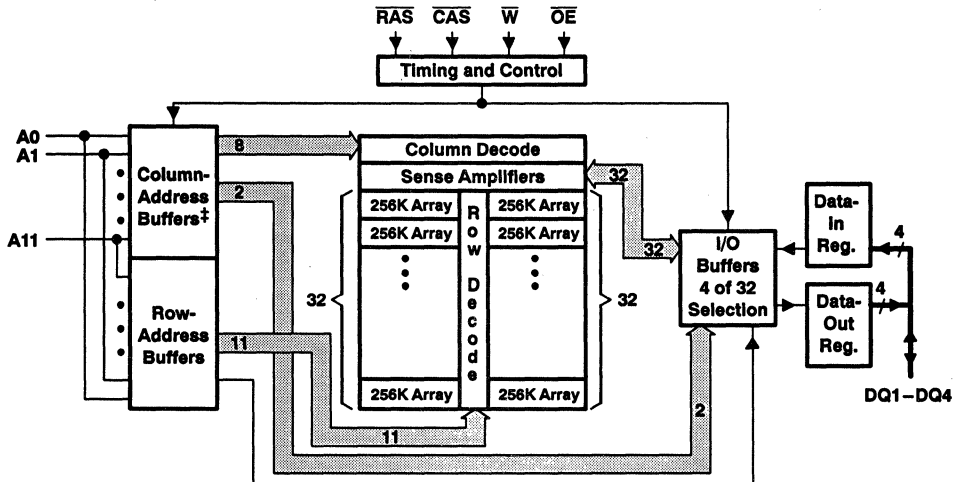 RAS CAS W OE
Timing and Control
A0
A1
A11
Column-
Address
Buffers‡
Row-
Address
Buffers
8
2
11
11
2
Column Decode
Sense Amplifiers
256K Array
256K Array
256K Array
Row Decode
256K Array
256K Array
256K Array
32
32
32
32
I/O
Buffers
4 of 32
Selection
Data-
In
Reg.
4
Data-
Out
Reg.
4
DQ1–DQ4